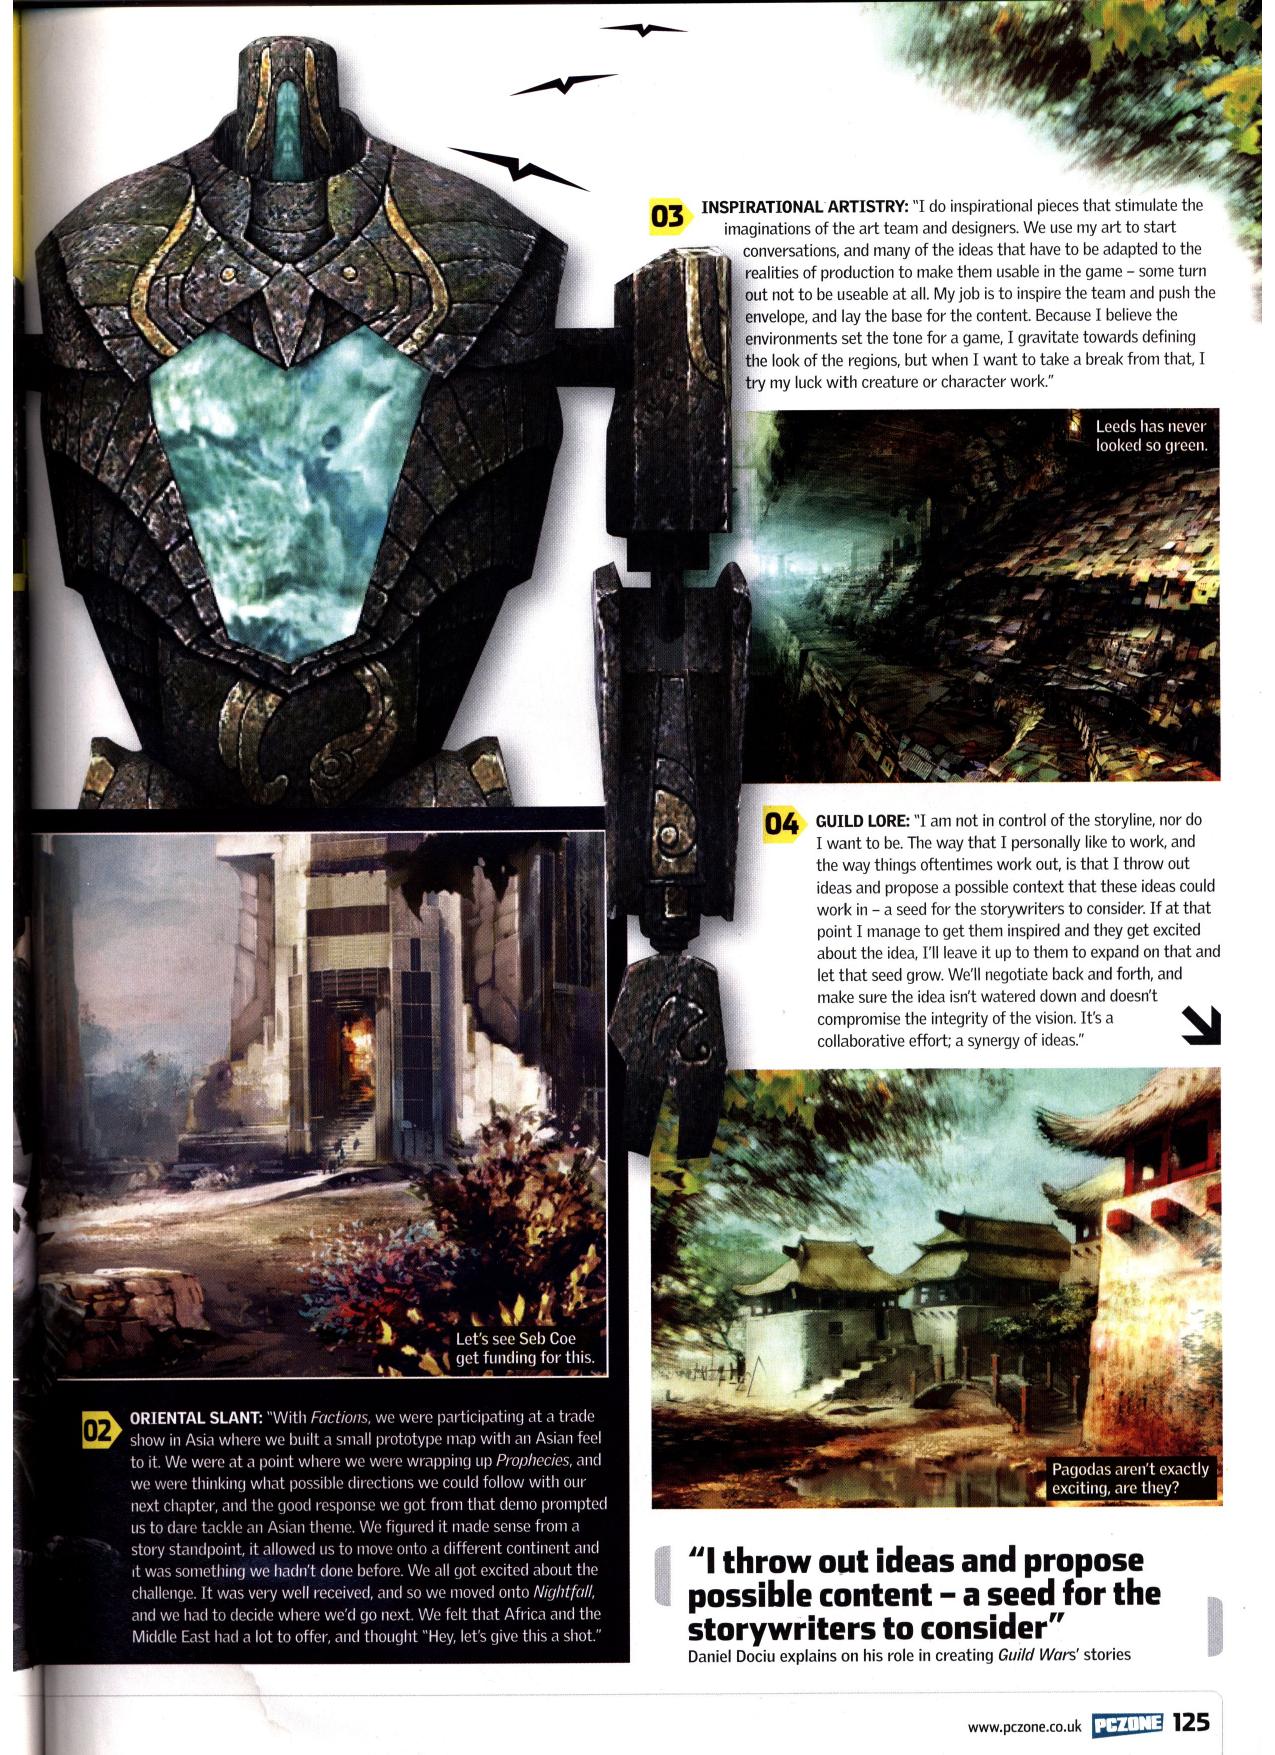 03 INSPIRATIONAL ARTISTRY: “I do inspirational pieces that stimulate the
imaginations of the art team and designers. We use my art to start
conversations, and many of the ideas that have to be adapted to the
realities of production to make them usable in the game – some turn
out not to be useable at all. My job is to inspire the team and push the
envelope, and lay the base for the content. Because I believe the
environments set the tone for a game, I gravitate towards defining
the look of the regions, but when I want to take a break from that, I
try my luck with creature or character work.”
Leeds has never
looked so green.
04 GUILD LORE: “I am not in control of the storyline, nor do
I want to be. The way that I personally like to work, and
the way things oftentimes work out, is that I throw out
ideas and propose a possible context that these ideas could
work in – a seed for the storywriters to consider. If at that
point I manage to get them inspired and they get excited
about the idea, I’ll leave it up to them to expand on that and
let that seed grow. We’ll negotiate back and forth, and
make sure the idea isn’t watered down and doesn’t
compromise the integrity of the vision. It’s a
collaborative effort; a synergy of ideas.”
Let’s see Seb Coe
get funding for this.
02 ORIENTAL SLANT: “With Factions, we were participating at a trade
show in Asia where we built a small prototype map with an Asian feel
to it. We were at a point where we were wrapping up Prophecies, and
we were thinking what possible directions we could follow with our
next chapter, and the good response we got from that demo prompted
us to dare tackle an Asian theme. We figured it made sense from a
story standpoint, it allowed us to move onto a different continent and
it was something we hadn’t done before. We all got excited about the
challenge. It was very well received, and so we moved onto Nightfall,
and we had to decide where we’d go next. We felt that Africa and the
Middle East had a lot to offer, and thought “Hey, let’s give this a shot.”
Pagodas aren’t exactly
exciting, are they?
“I throw out ideas and propose
possible content – a seed for the
storywriters to consider”
Daniel Dociu explains on his role in creating Guild Wars’ stories
www.pczone.co.uk PCZONE 125